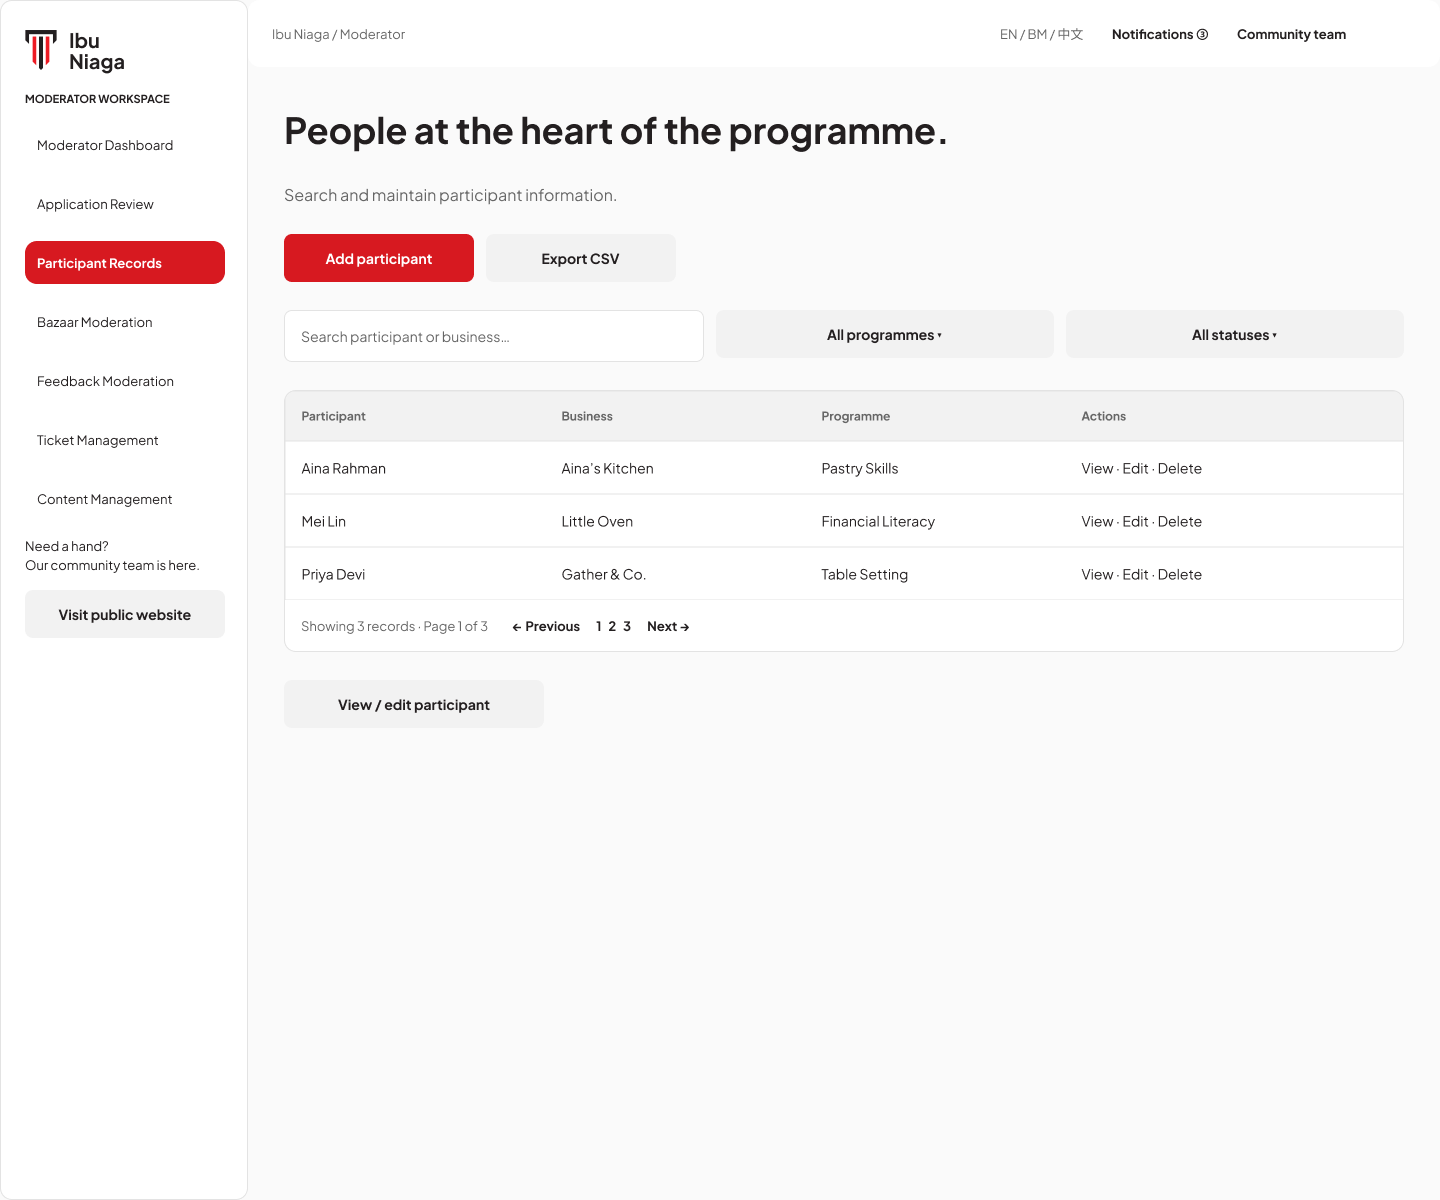 Ibu
Niaga
MODERATOR WORKSPACE
Moderator Dashboard
Application Review
Participant Records
Bazaar Moderation
Feedback Moderation
Ticket Management
Content Management
Need a hand?
Our community team is here.
Visit public website
Ibu Niaga / Moderator
EN / BM / 中文
Notifications ③
Community team
People at the heart of the programme.
Search and maintain participant information.
Add participant
Export CSV
Search participant or business…
All programmes ▾
All statuses ▾
Participant Business Programme Actions
Aina Rahman Aina's Kitchen Pastry Skills View · Edit · Delete
Mei Lin Little Oven Financial Literacy View · Edit · Delete
Priya Devi Gather & Co. Table Setting View · Edit · Delete
Showing 3 records · Page 1 of 3 ← Previous 1 2 3 Next →
View / edit participant